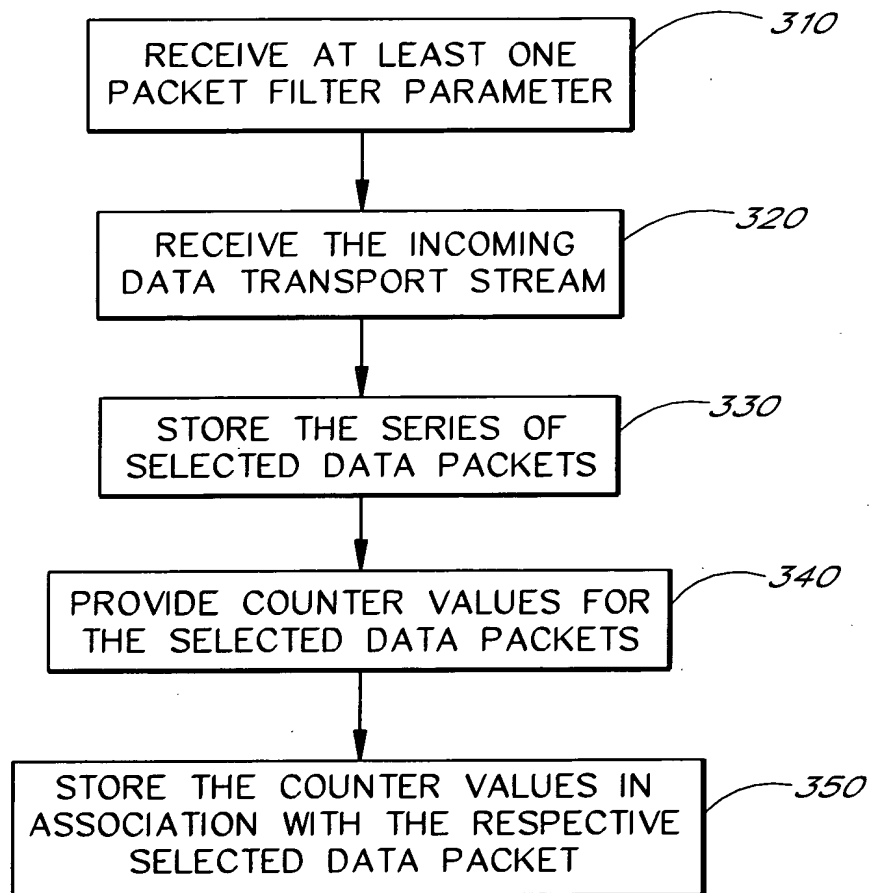 310
RECEIVE AT LEAST ONE
PACKET FILTER PARAMETER
320
RECEIVE THE INCOMING
DATA TRANSPORT STREAM
330
STORE THE SERIES OF
SELECTED DATA PACKETS
340
PROVIDE COUNTER VALUES FOR
THE SELECTED DATA PACKETS
350
STORE THE COUNTER VALUES IN
ASSOCIATION WITH THE RESPECTIVE
SELECTED DATA PACKET